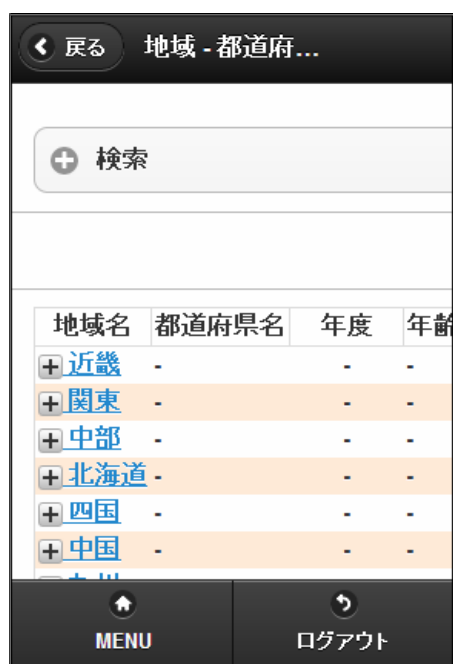 戻る 地域 - 都道府...
検索
地域名 都道府県名 年度 年齢
近畿 - - -
関東 - - -
中部 - - -
北海道 - - -
四国 - - -
中国 - - -
MENU ログアウト